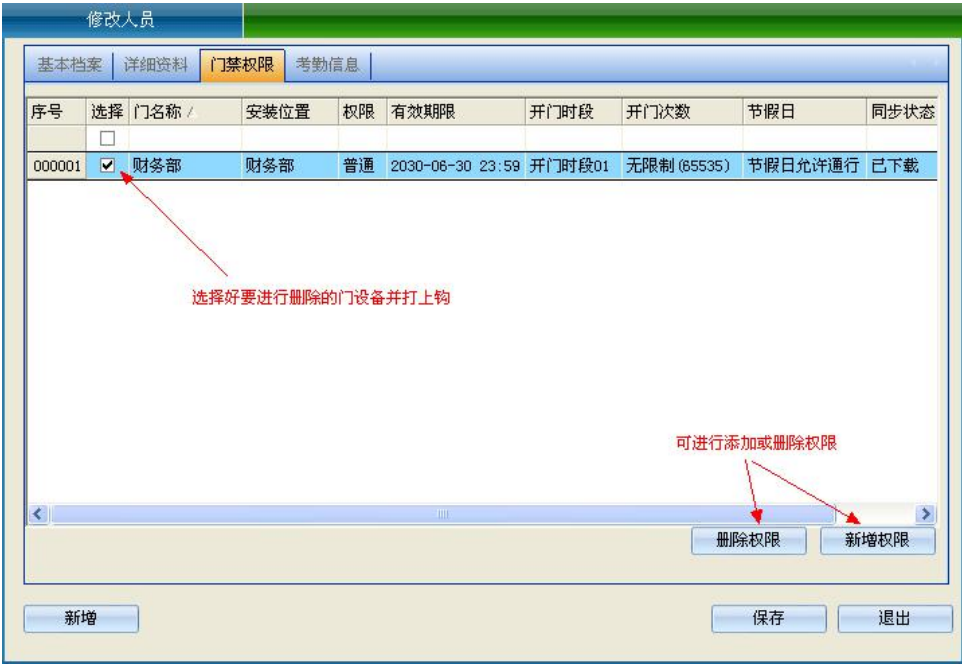 修改人员
基本档案 详细资料 门禁权限 考勤信息
序号 选择 门名称 安装位置 权限 有效期限 开门时段 开门次数 节假日 同步状态
000001 财务部 财务部 普通 2030-06-30 23:59 开门时段01 无限制(65535) 节假日允许通行 已下载
选择好要进行删除的门设备并打上钩
可进行添加或删除权限
删除权限 新增权限
新增 保存 退出